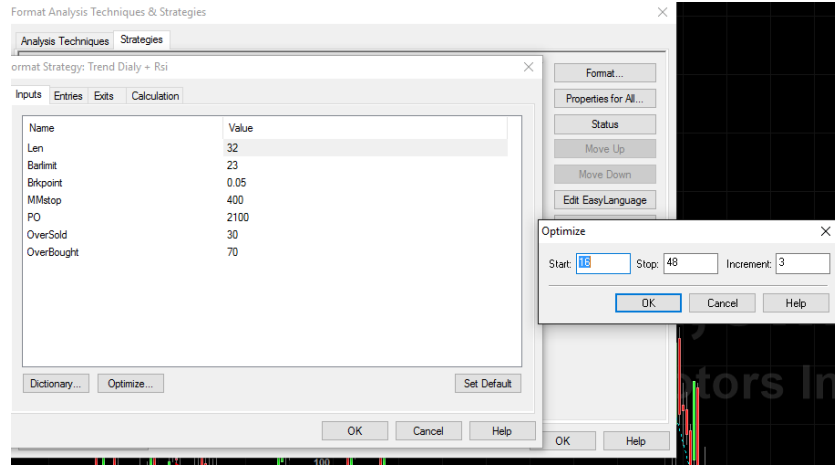 Format Analysis Techniques & Strategies
Analysis Techniques Strategies
ormat Strategy: Trend Dialy + Rsi
Inputs Entries Exits Calculation
Name Value
Len 32
Barlimit 23
Brkpoint 0.05
MMstop 400
PO 2100
OverSold 30
OverBought 70
Dictionary... Optimize... Set Default
OK Cancel Help
Format...
Properties for All...
Status
Move Up
Move Down
Edit EasyLanguage
OK Help
Optimize
Start: 16 Stop: 48 Increment: 3
OK Cancel Help
tors In
100